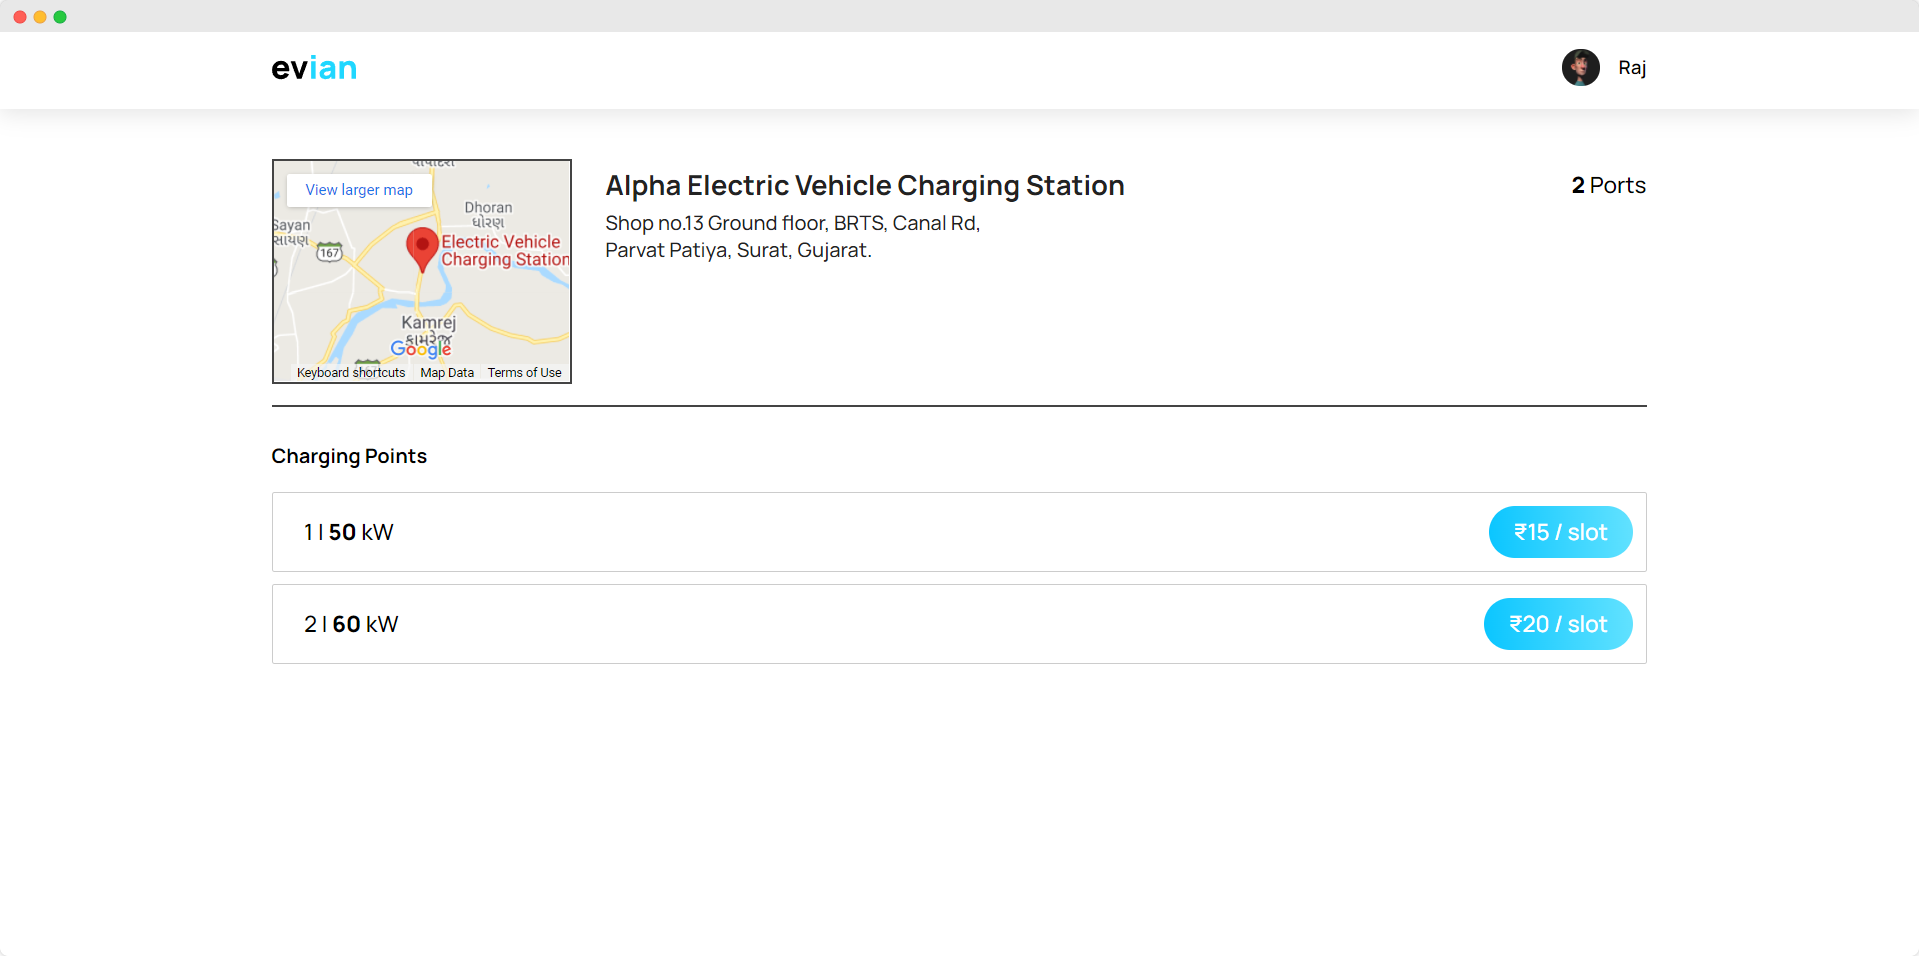 evian
Raj
View larger map
Dhoran
ધોરણ
Sayan
સાયણ
167
Electric Vehicle
Charging Station
Kamrej
કામરેજ
Google
Keyboard shortcuts Map Data Terms of Use
Alpha Electric Vehicle Charging Station
Shop no.13 Ground floor, BRTS, Canal Rd,
Parvat Patiya, Surat, Gujarat.
2 Ports
Charging Points
1 | 50 kW
₹15 / slot
2 | 60 kW
₹20 / slot